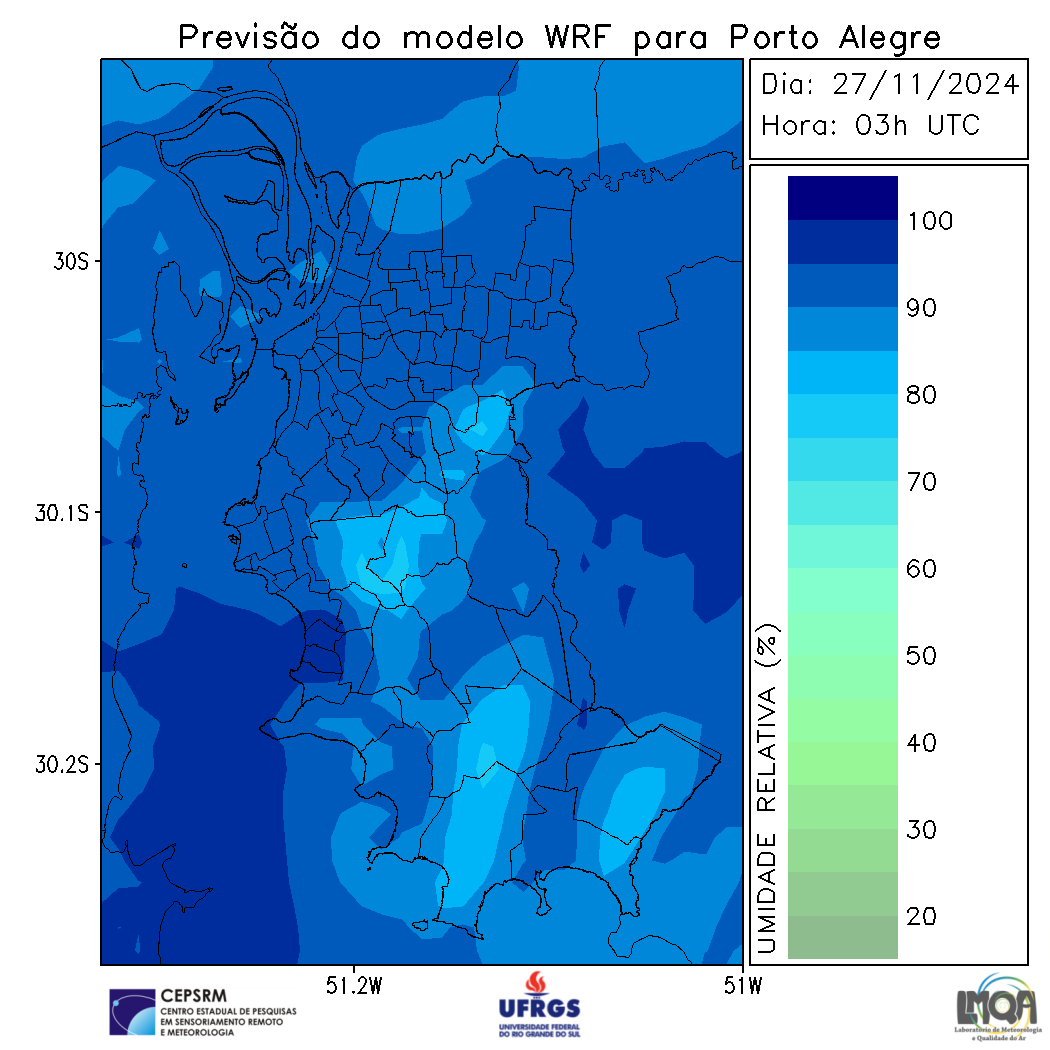 Previsão do modelo WRF para Porto Alegre
Dia: 27/11/2024
Hora: 03h UTC
30S
30.1S
30.2S
51.2W
51W
100
90
80
70
60
50
40
30
20
UMIDADE RELATIVA (%)
CEPSRM
CENTRO ESTADUAL DE PESQUISAS
EM SENSORIAMENTO REMOTO
E METEOROLOGIA
UFRGS
UNIVERSIDADE FEDERAL
DO RIO GRANDE DO SUL
LMQA
Laboratório de Meteorologia
e Qualidade do Ar